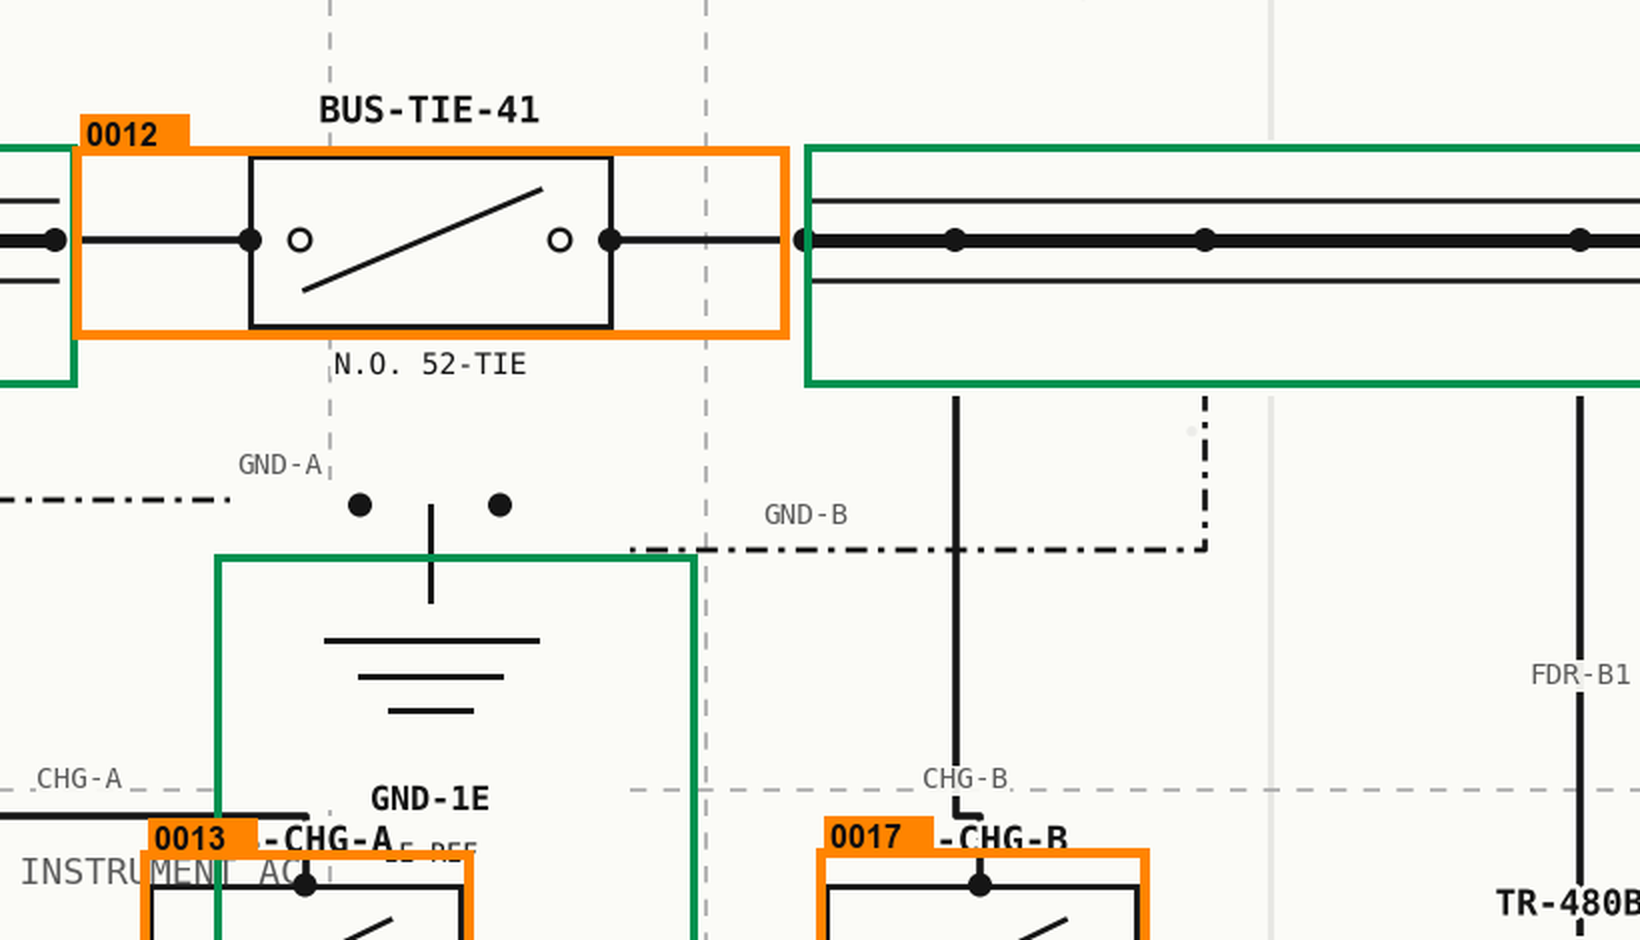 BUS-TIE-41
0012
N.O. 52-TIE
GND-A
GND-B
FDR-B1
CHG-A
CHG-B
GND-1E
0013
-CHG-A
0017
-CHG-B
INSTRUMENT AC
TR-480B